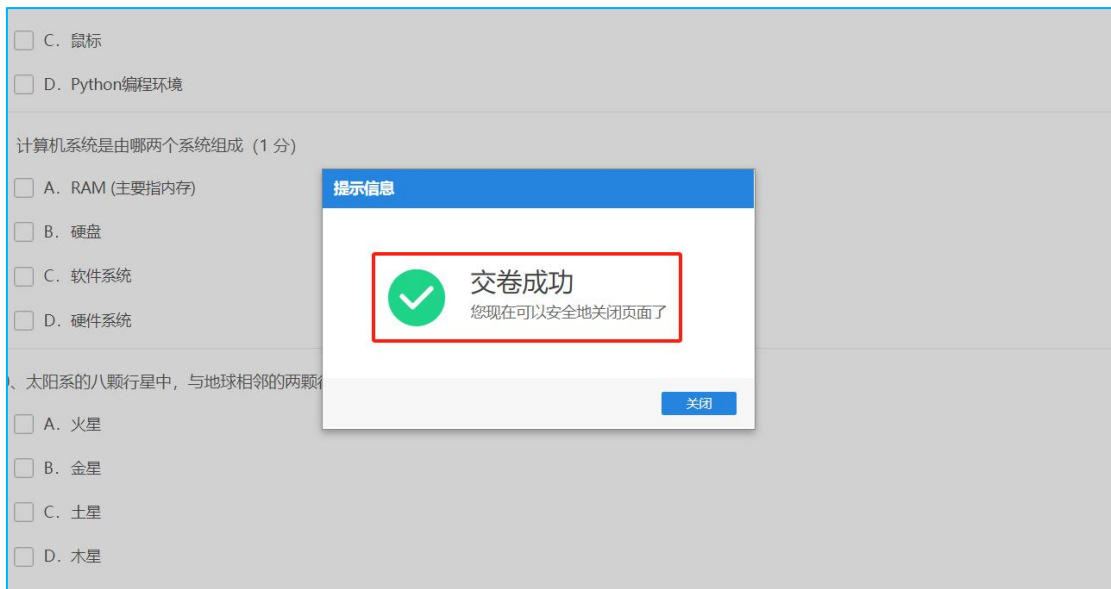 C. 鼠标
D. Python编程环境
计算机系统是由哪两个系统组成 (1 分)
A. RAM (主要指内存)
B. 硬盘
C. 软件系统
D. 硬件系统
、太阳系的八颗行星中, 与地球相邻的两颗
A. 火星
B. 金星
C. 土星
D. 木星
提示信息
交卷成功
您现在可以安全地关闭页面了
关闭